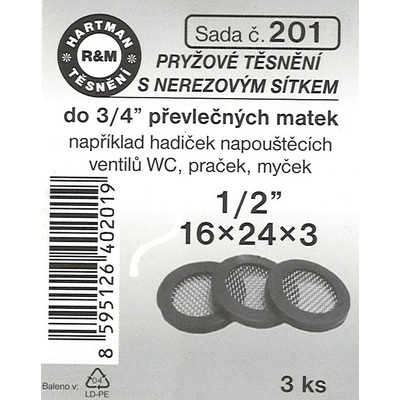 HARTMAN
R&M
TĚSNĚNÍ
Sada č. 201
PRYŽOVÉ TĚSNĚNÍ
S NEREZOVÝM SÍTKEM
do 3/4” převlečných matek
například hadiček napouštěcích
ventilů WC, praček, myček
1/2”
16×24×3
8 595126 402019
Baleno v:
04
LD-PE
3 ks